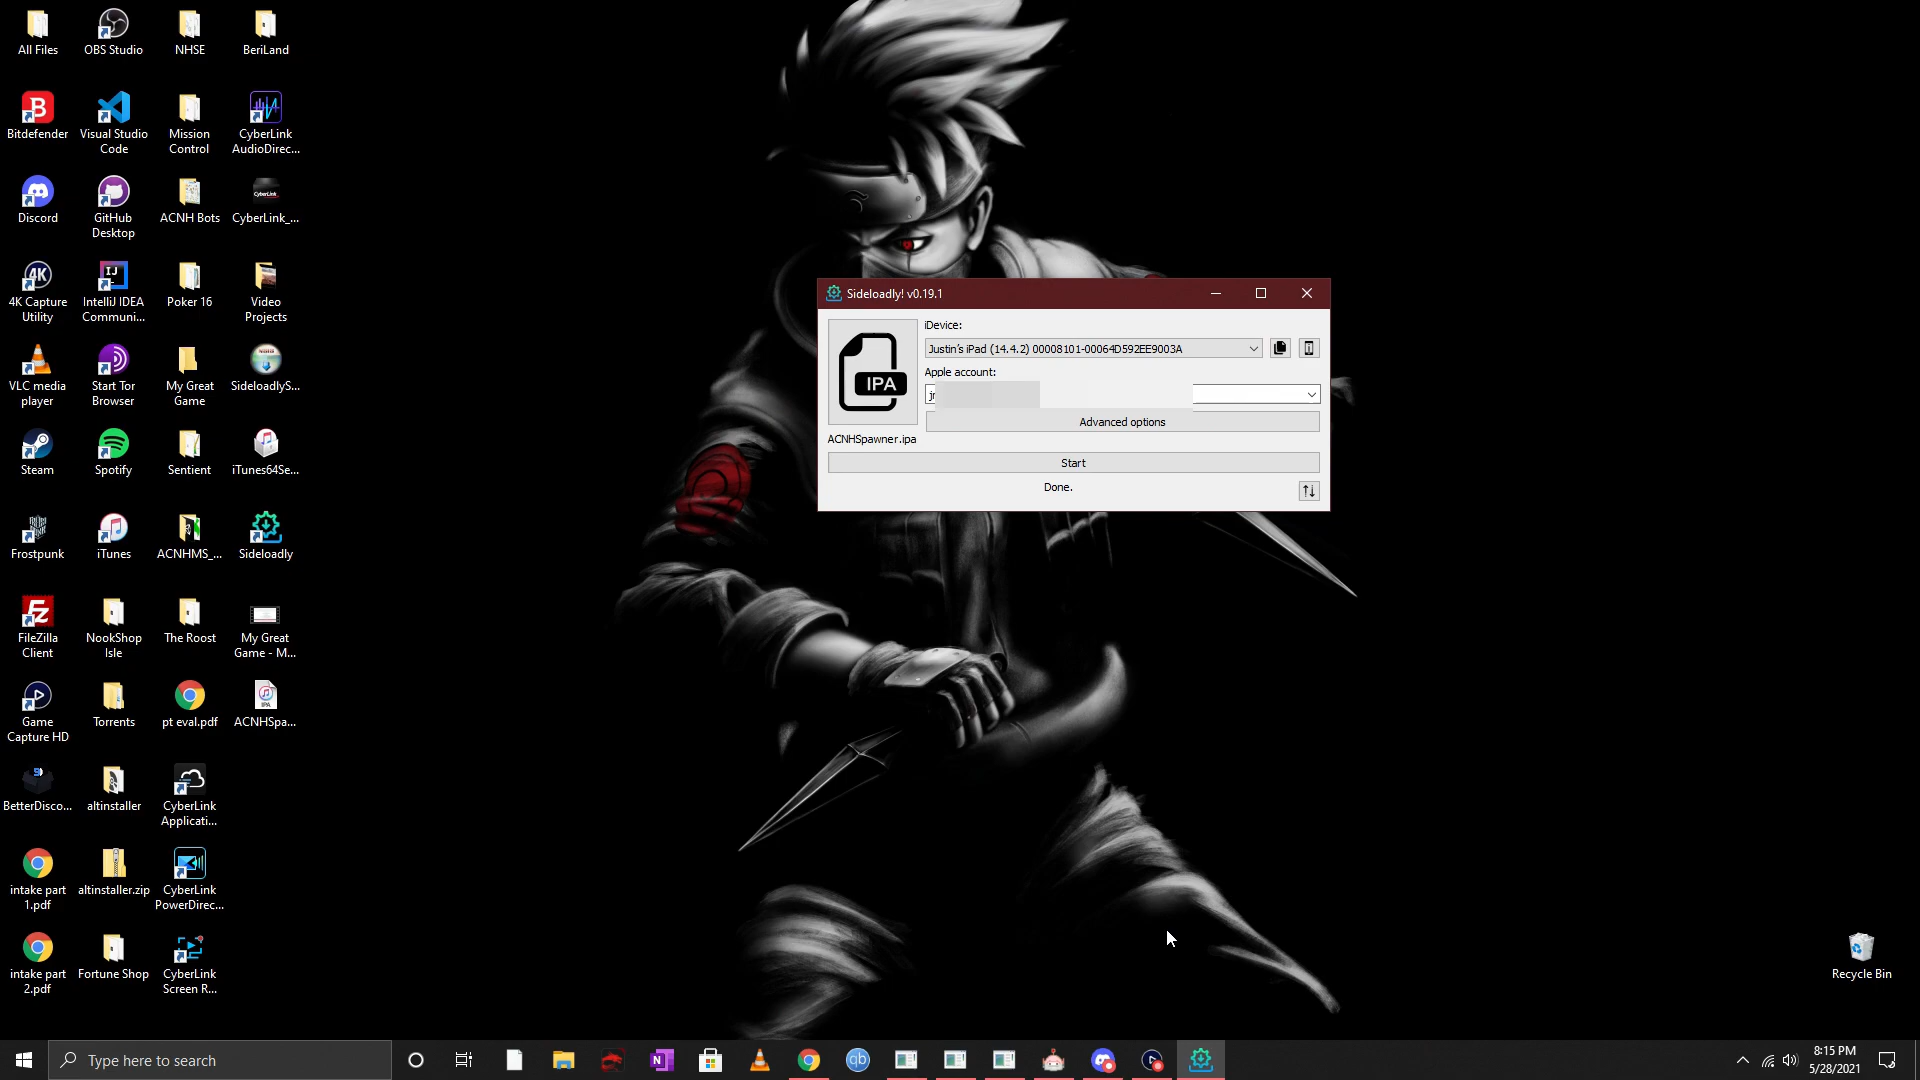 All Files
OBS Studio
NHSE
BeriLand
Bitdefender
Visual Studio
Code
Mission
Control
CyberLink
AudioDirec...
Discord
GitHub
Desktop
ACNH Bots
CyberLink_...
4K Capture
Utility
IntelliJ IDEA
Communi...
Poker 16
Video
Projects
VLC media
player
Start Tor
Browser
My Great
Game
SideloadlyS...
Steam
Spotify
Sentient
iTunes64Se...
Frostpunk
iTunes
ACNHMS_...
Sideloadly
FileZilla
Client
NookShop
Isle
The Roost
My Great
Game - M...
Game
Capture HD
Torrents
pt eval.pdf
ACNHSpa...
BetterDisco...
altinstaller
CyberLink
Applicati...
intake part
1.pdf
altinstaller.zip
CyberLink
PowerDirec...
intake part
2.pdf
Fortune Shop
CyberLink
Screen R...
Sideloadly! v0.19.1
iDevice:
Justin's iPad (14.4.2) 00008101-00064D592EE9003A
Apple account:
IPA
Advanced options
ACNHSpawner.ipa
Start
Done.
Recycle Bin
Type here to search
8:15 PM
5/28/2021